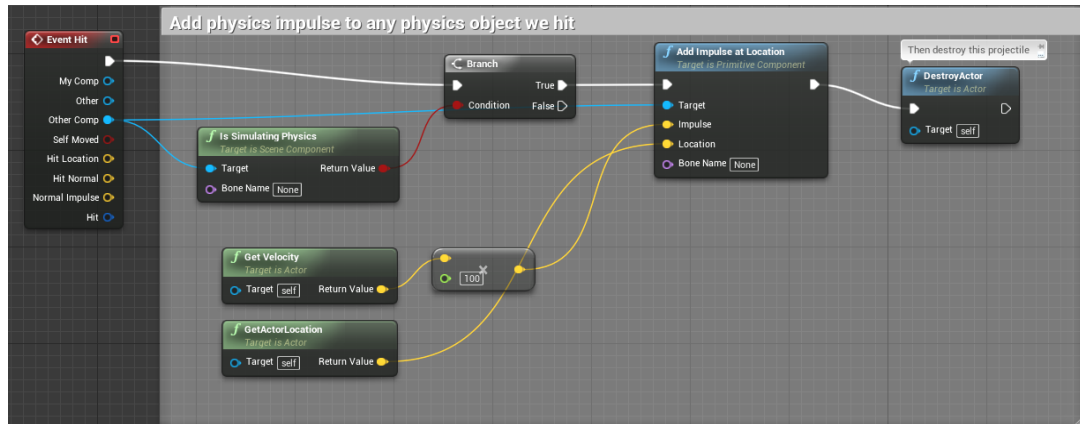 Add physics impulse to any physics object we hit
Event Hit
My Comp
Other
Other Comp
Self Moved
Hit Location
Hit Normal
Normal Impulse
Hit
Is Simulating Physics
Target is Scene Component
Target Return Value
Bone Name None
Branch
True
Condition False
Add Impulse at Location
Target is Primitive Component
Target
Impulse
Location
Bone Name None
Then destroy this projectile
DestroyActor
Target is Actor
Target self
Get Velocity
Target is Actor
Target self Return Value
100
×
GetActorLocation
Target is Actor
Target self Return Value